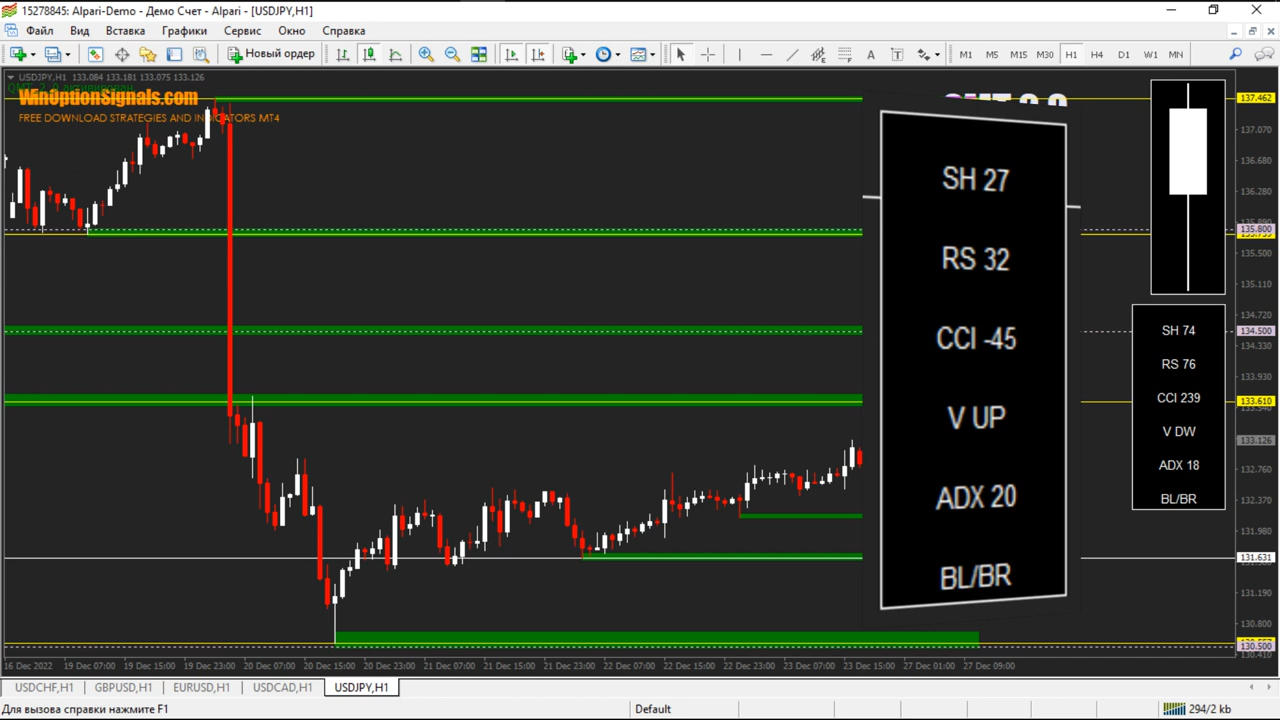 15278845: Alpari-Demo - Демо Счет - Alpari - [USDJPY,H1]
Файл Вид Вставка Графики Сервис Окно Справка
Новый ордер
M1 M5 M15 M30 H1 H4 D1 W1 MN
USDJPY,H1 133.084 133.181 133.075 133.126
WinOptionSignals.com
FREE DOWNLOAD STRATEGIES AND INDICATORS MT4
SH 27
RS 32
CCI -45
V UP
ADX 20
BL/BR
SH 74
RS 76
CCI 239
V DW
ADX 18
BL/BR
137.462
137.070
136.680
136.280
135.890
135.800
135.500
135.110
134.720
134.500
134.330
133.930
133.610
133.540
133.126
132.760
132.370
131.980
131.631
131.190
130.800
130.557
130.500
130.410
16 Dec 2022 19 Dec 07:00 19 Dec 15:00 19 Dec 23:00 20 Dec 07:00 20 Dec 15:00 20 Dec 23:00 21 Dec 07:00 21 Dec 15:00 21 Dec 23:00 22 Dec 07:00 22 Dec 15:00 22 Dec 23:00 23 Dec 07:00 23 Dec 15:00 27 Dec 01:00 27 Dec 09:00
USDCHF,H1 GBPUSD,H1 EURUSD,H1 USDCAD,H1 USDJPY,H1
Для вызова справки нажмите F1
Default
294/2 kb